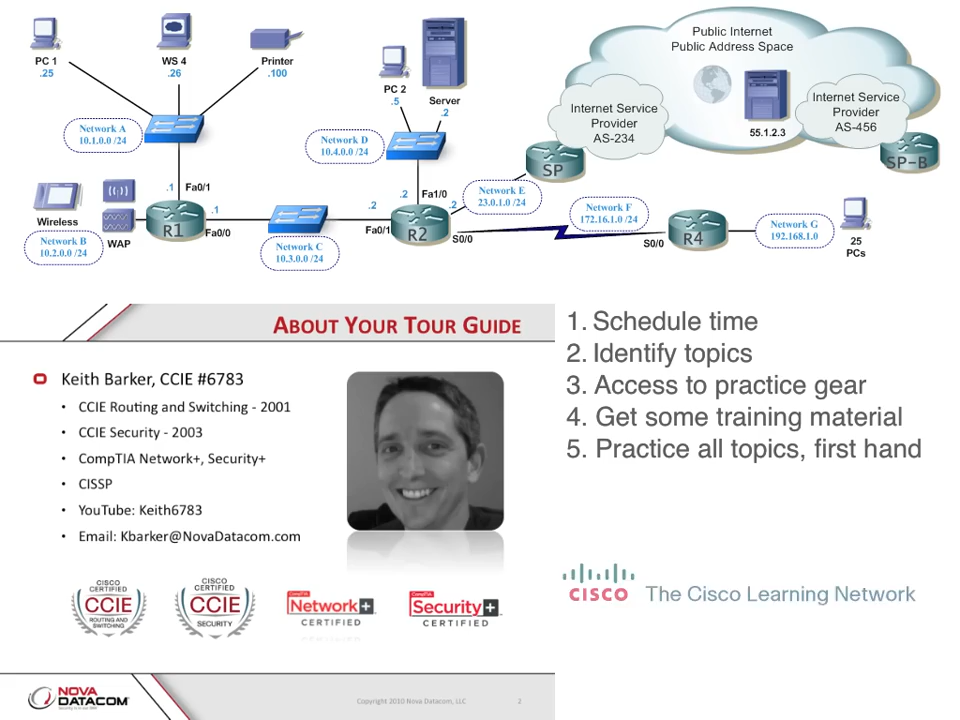 PC 1
.25
WS 4
.26
Printer
.100
PC 2
.5
Server
.2
Public Internet
Public Address Space
Internet Service
Provider
AS-234
55.1.2.3
Internet Service
Provider
AS-456
Network A
10.1.0.0 /24
Network D
10.4.0.0 /24
SP
SP-B
.1 Fa0/1
.2 Fa1/0
Network E
23.0.1.0 /24
Wireless
WAP
Network B
10.2.0.0 /24
R1
.1
Fa0/0
Network C
10.3.0.0 /24
.2
Fa0/1
R2
.2
S0/0
Network F
172.16.1.0 /24
S0/0
R4
Network G
192.168.1.0
25
PCs
ABOUT YOUR TOUR GUIDE
Keith Barker, CCIE #6783
• CCIE Routing and Switching - 2001
• CCIE Security - 2003
• CompTIA Network+, Security+
• CISSP
• YouTube: Keith6783
• Email: Kbarker@NovaDatacom.com
CISCO
CERTIFIED
CCIE
ROUTING AND
SWITCHING
CISCO
CERTIFIED
CCIE
SECURITY
CompTIA
Network+
CERTIFIED
CompTIA
Security+
CERTIFIED
NOVA
DATACOM
Copyright 2010 Nova Datacom, LLC
2
1. Schedule time
2. Identify topics
3. Access to practice gear
4. Get some training material
5. Practice all topics, first hand
CISCO The Cisco Learning Network